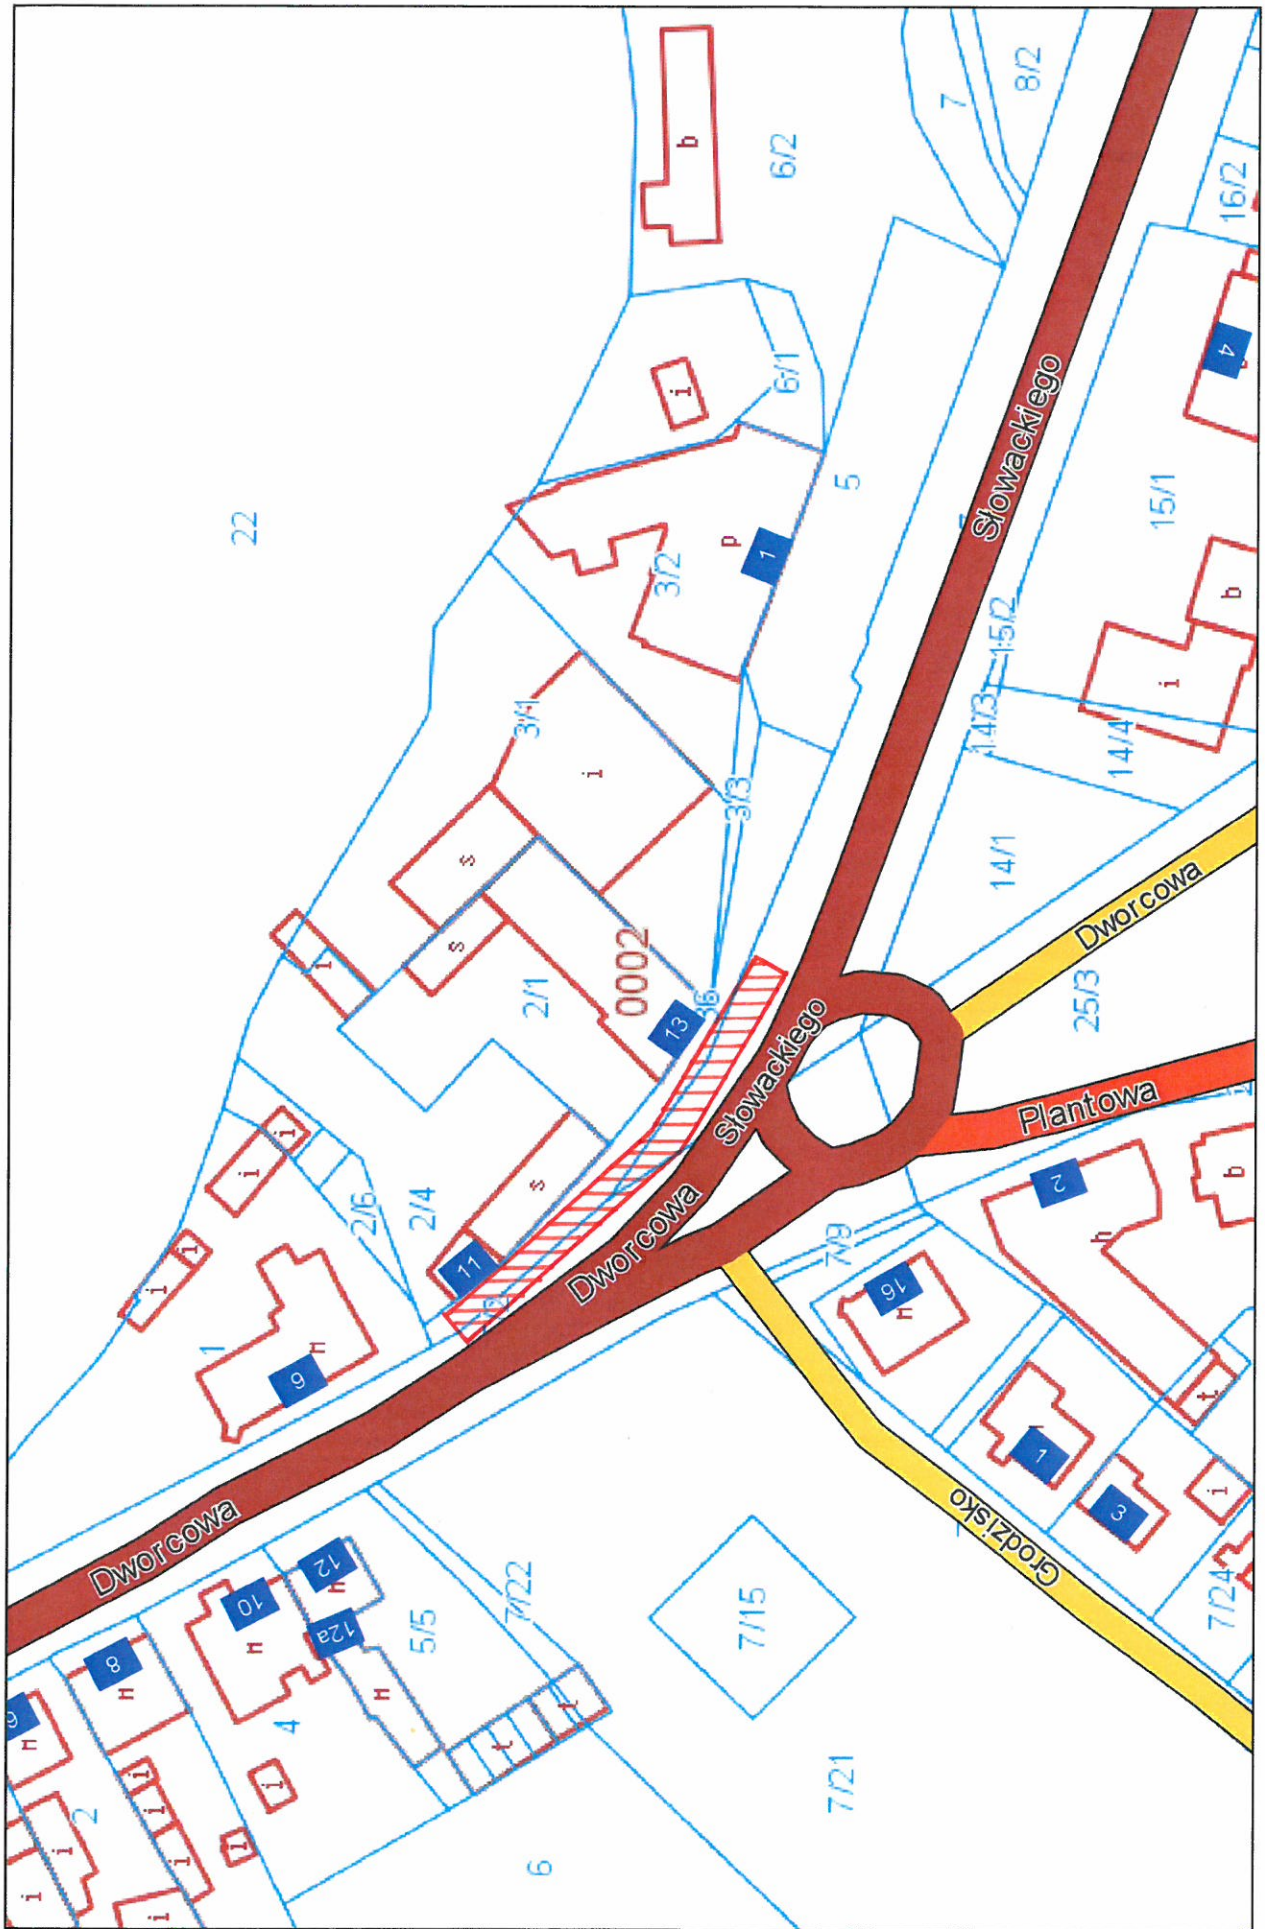 8/2
7
b
6/2
16/2
4
6/1
i
22
5
Słowackiego
15/1
p
1
3/2
b
15/2
i
3/1
14/3
14/4
i
3/3
s
14/1
Dworcowa
s
i
0002
2/1
13
36
25/3
Słowackiego
Plantowa
i
i
2
b
s
2/6
2/4
Dworcowa
h
7/9
11
16
i
i
1
9
1
3
t
i
Grodzisko
Dworcowa
12
10
12a
7/22
5/5
7/15
7/24
8
4
t
t
i
7/21
i
i
2
i
i
i
i
i
6